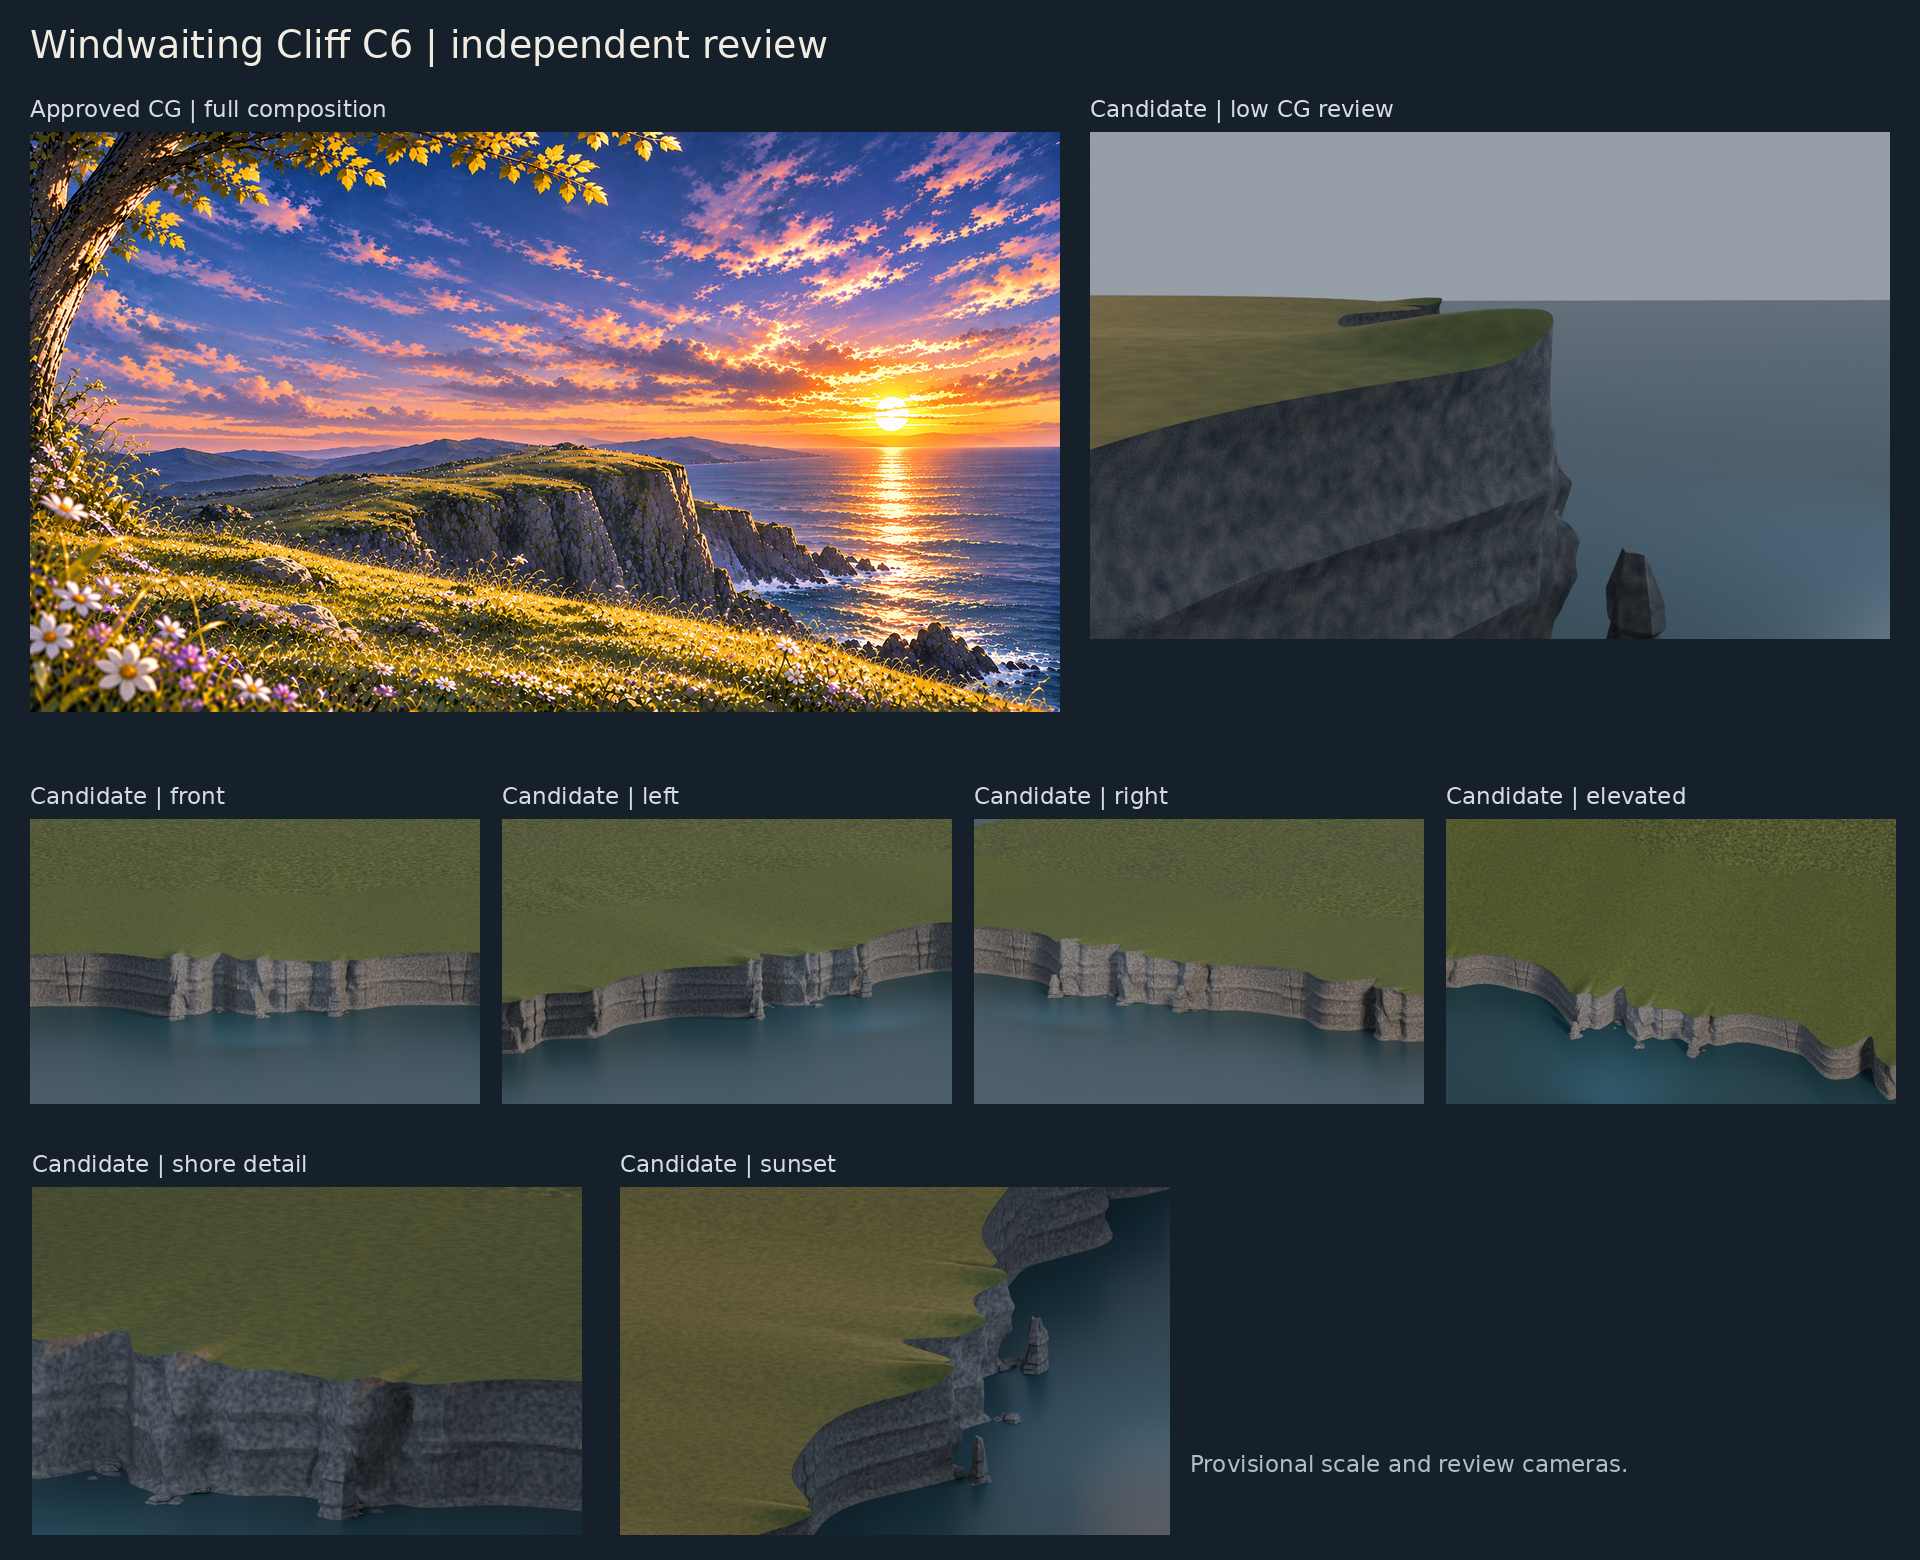 Windwaiting Cliff C6 | independent review
Approved CG | full composition
Candidate | low CG review
Candidate | front
Candidate | left
Candidate | right
Candidate | elevated
Candidate | shore detail
Candidate | sunset
Provisional scale and review cameras.